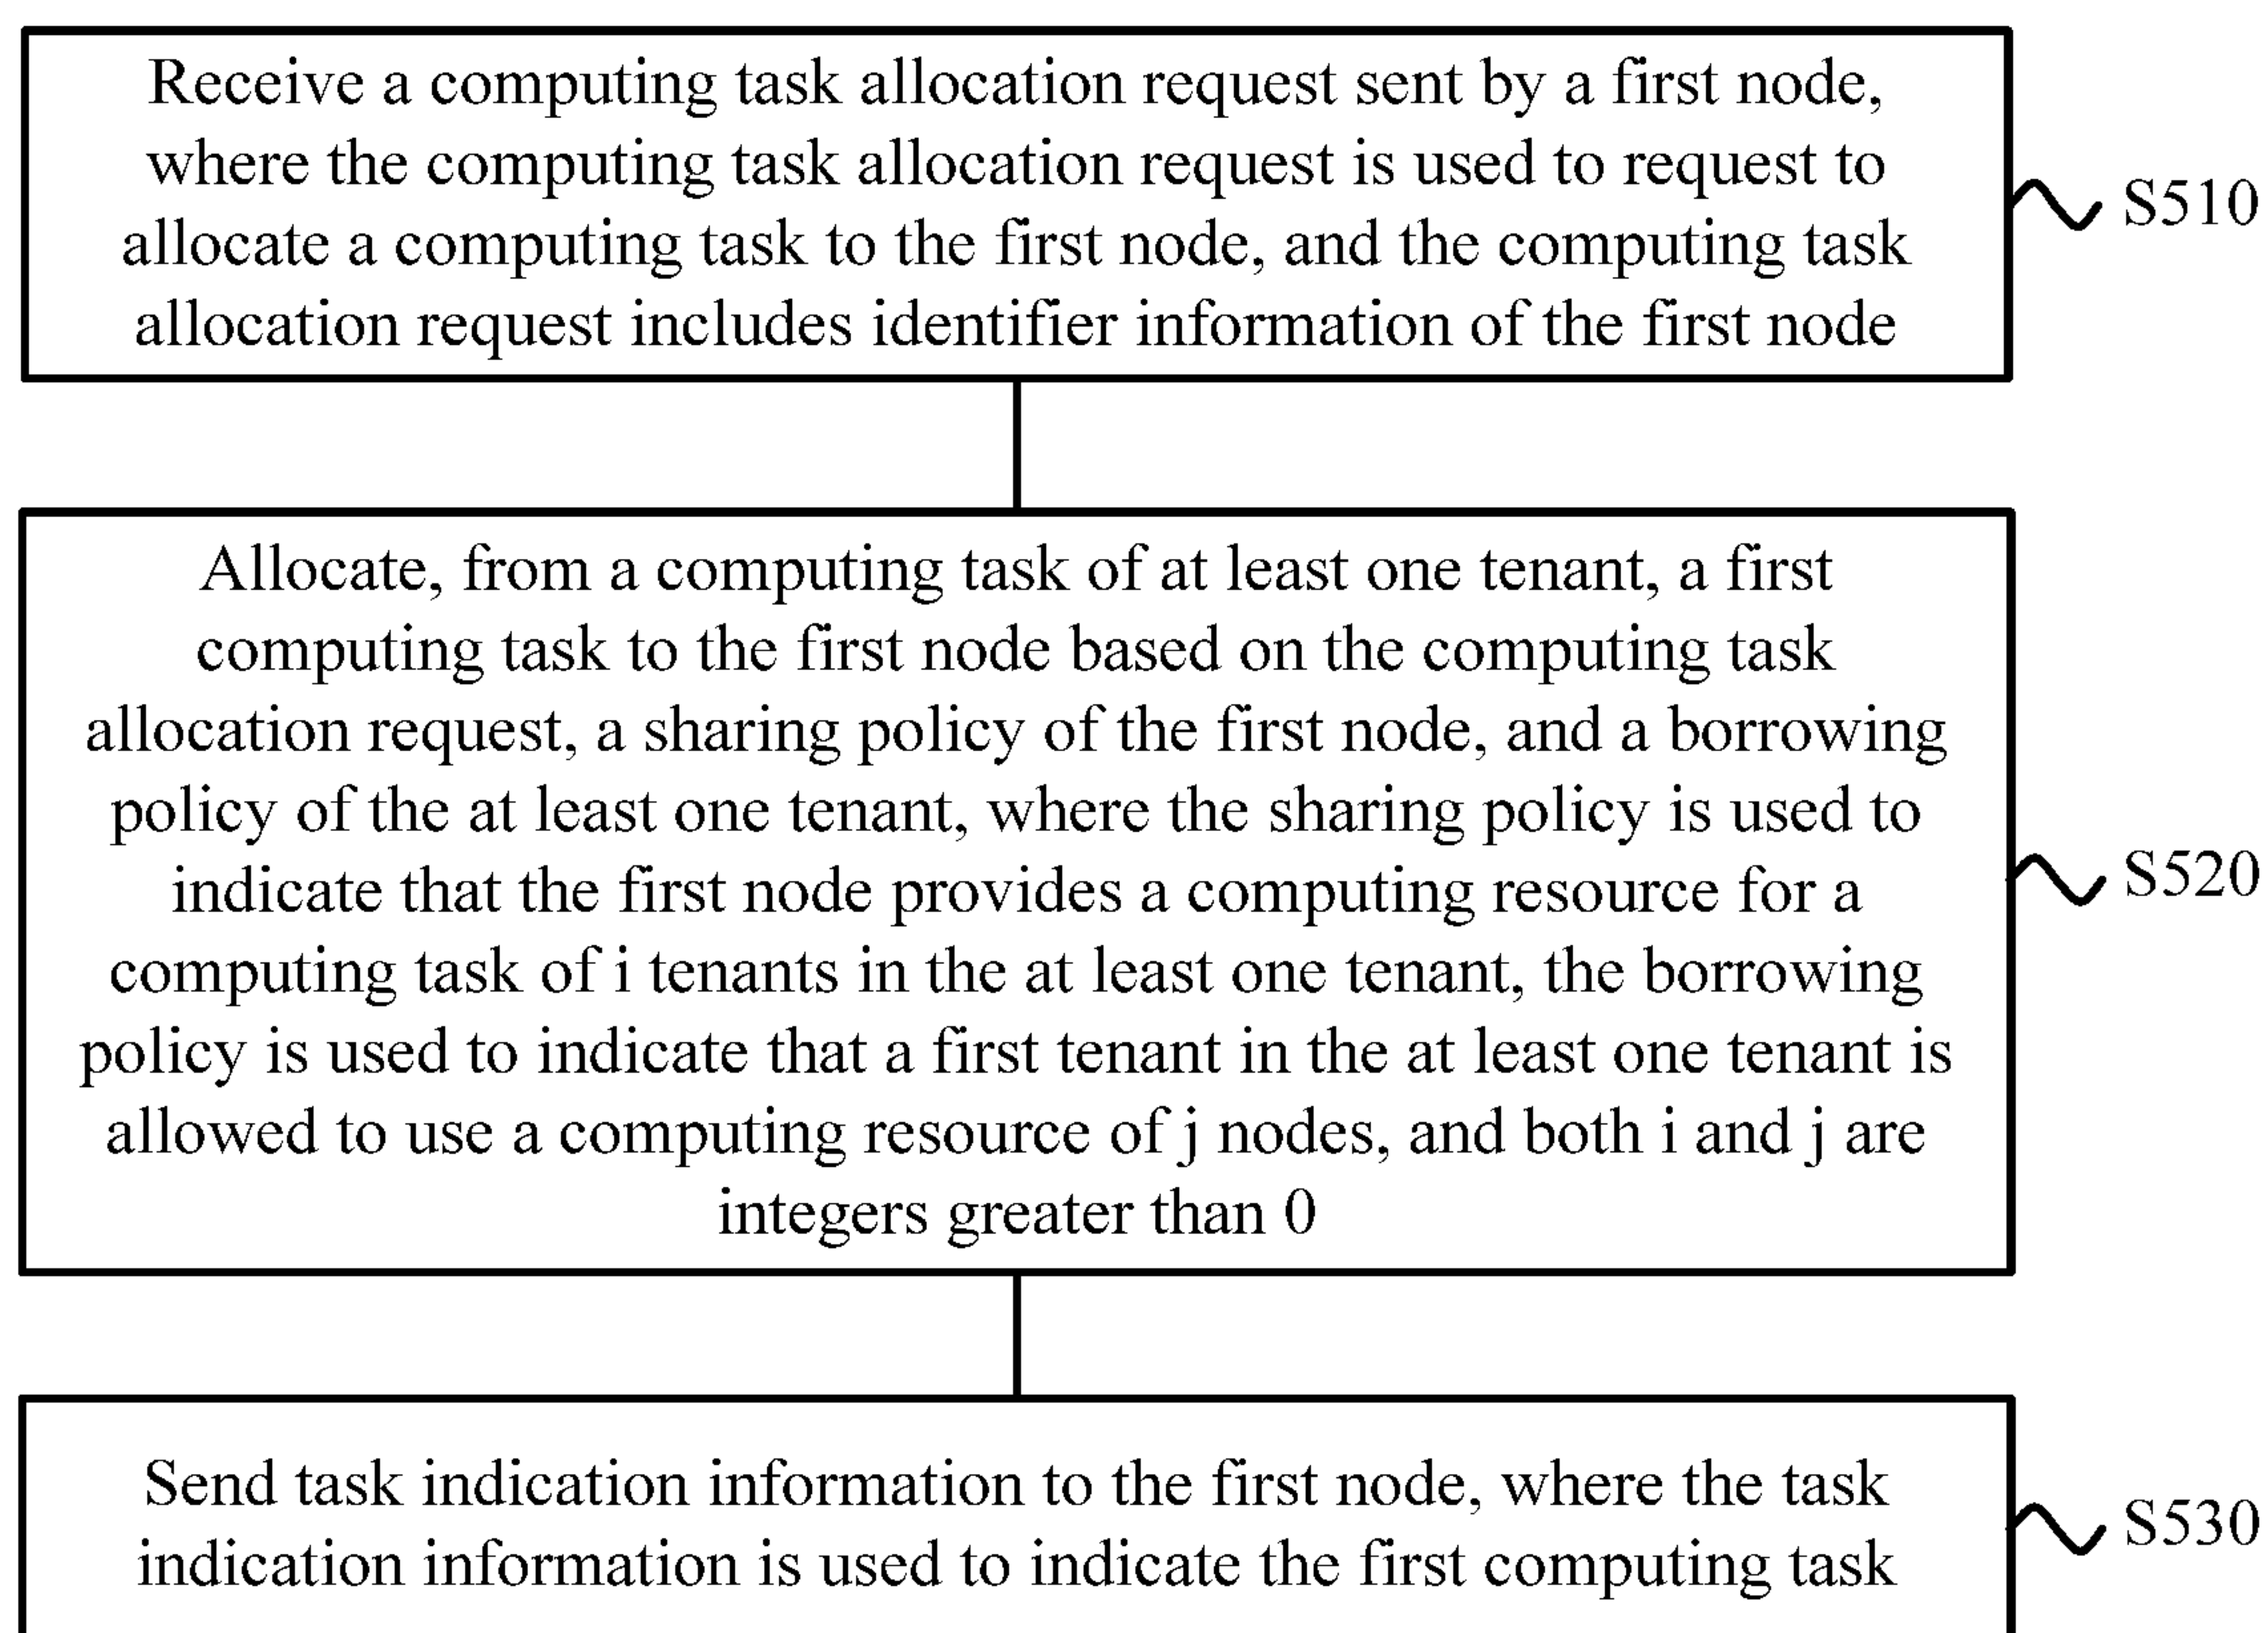 Receive a computing task allocation request sent by a first node,
where the computing task allocation request is used to request to
allocate a computing task to the first node, and the computing task
allocation request includes identifier information of the first node
S510
Allocate, from a computing task of at least one tenant, a first
computing task to the first node based on the computing task
allocation request, a sharing policy of the first node, and a borrowing
policy of the at least one tenant, where the sharing policy is used to
indicate that the first node provides a computing resource for a
computing task of i tenants in the at least one tenant, the borrowing
policy is used to indicate that a first tenant in the at least one tenant is
allowed to use a computing resource of j nodes, and both i and j are
integers greater than 0
S520
Send task indication information to the first node, where the task
indication information is used to indicate the first computing task
S530